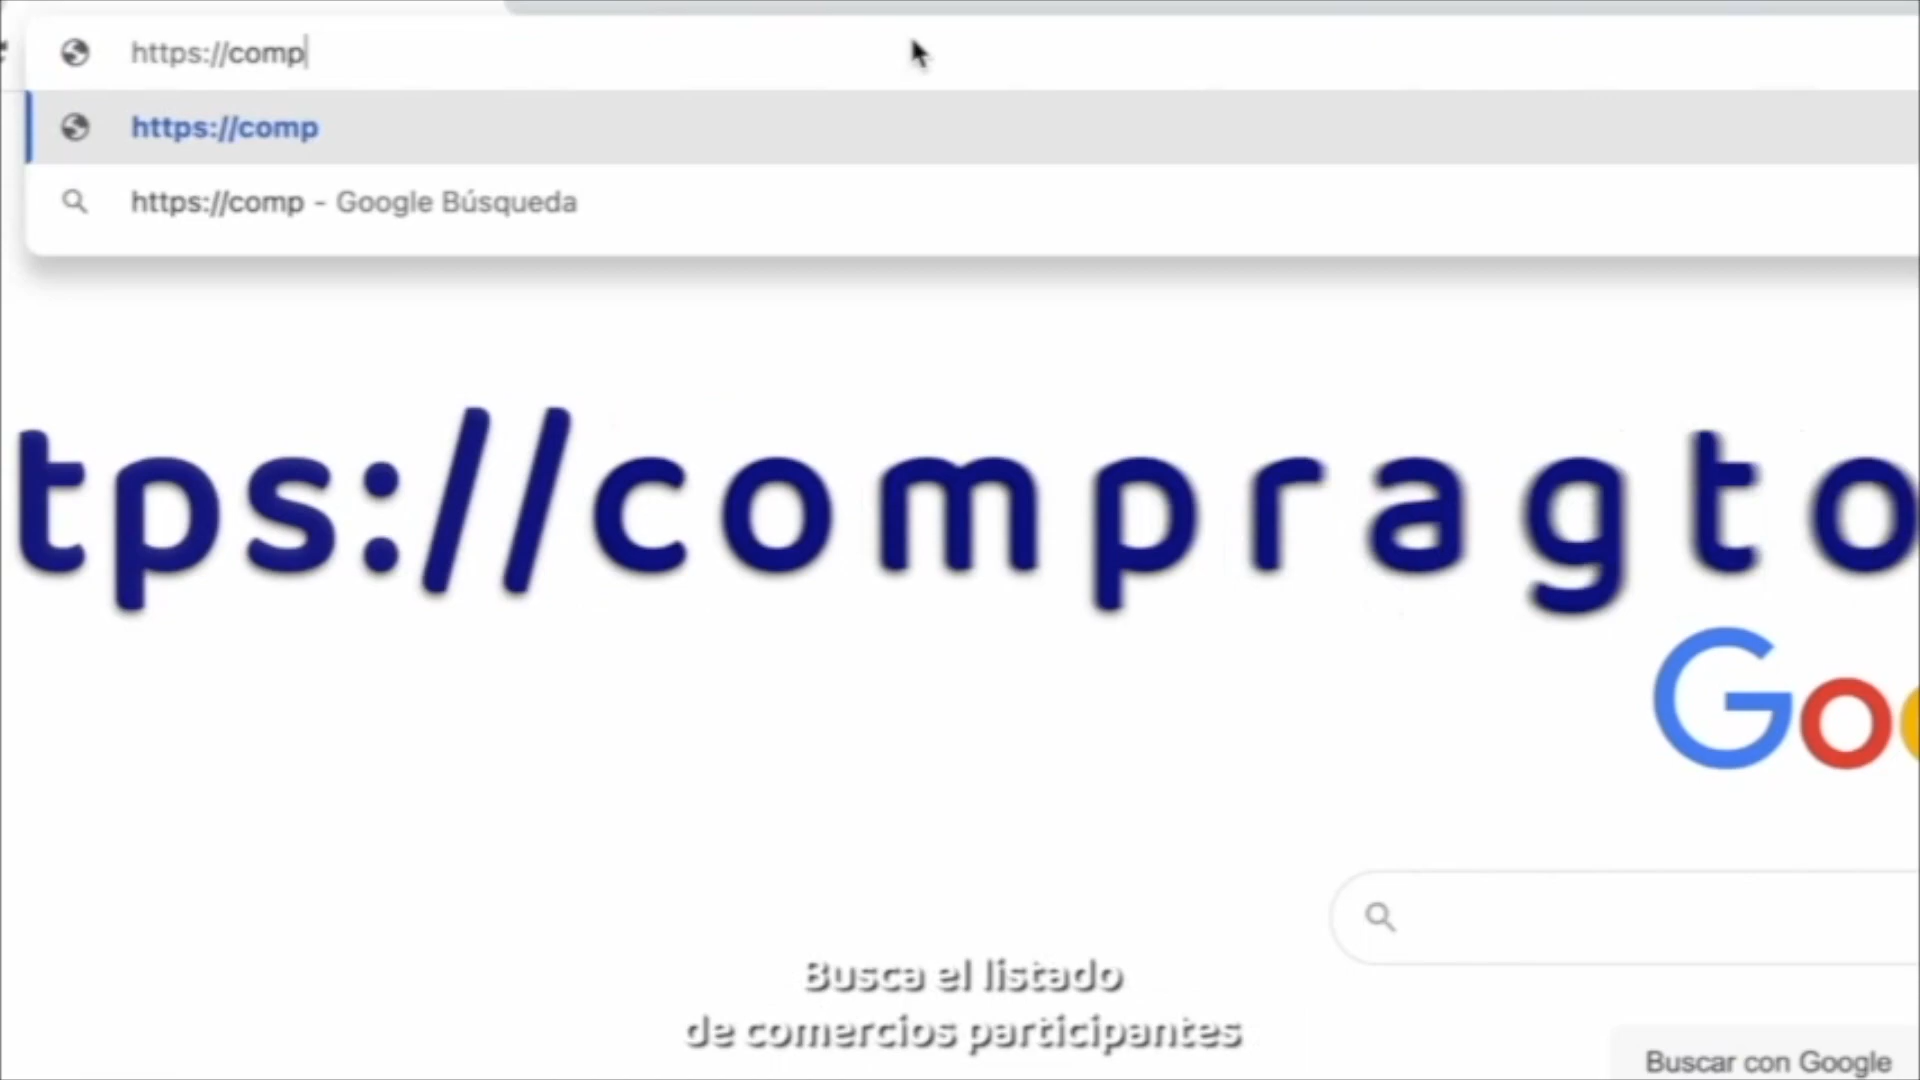 https://comp
https://comp
https://comp - Google Búsqueda
tps://compragto
Goo
Busca el listado
de comercios participantes
Buscar con Google